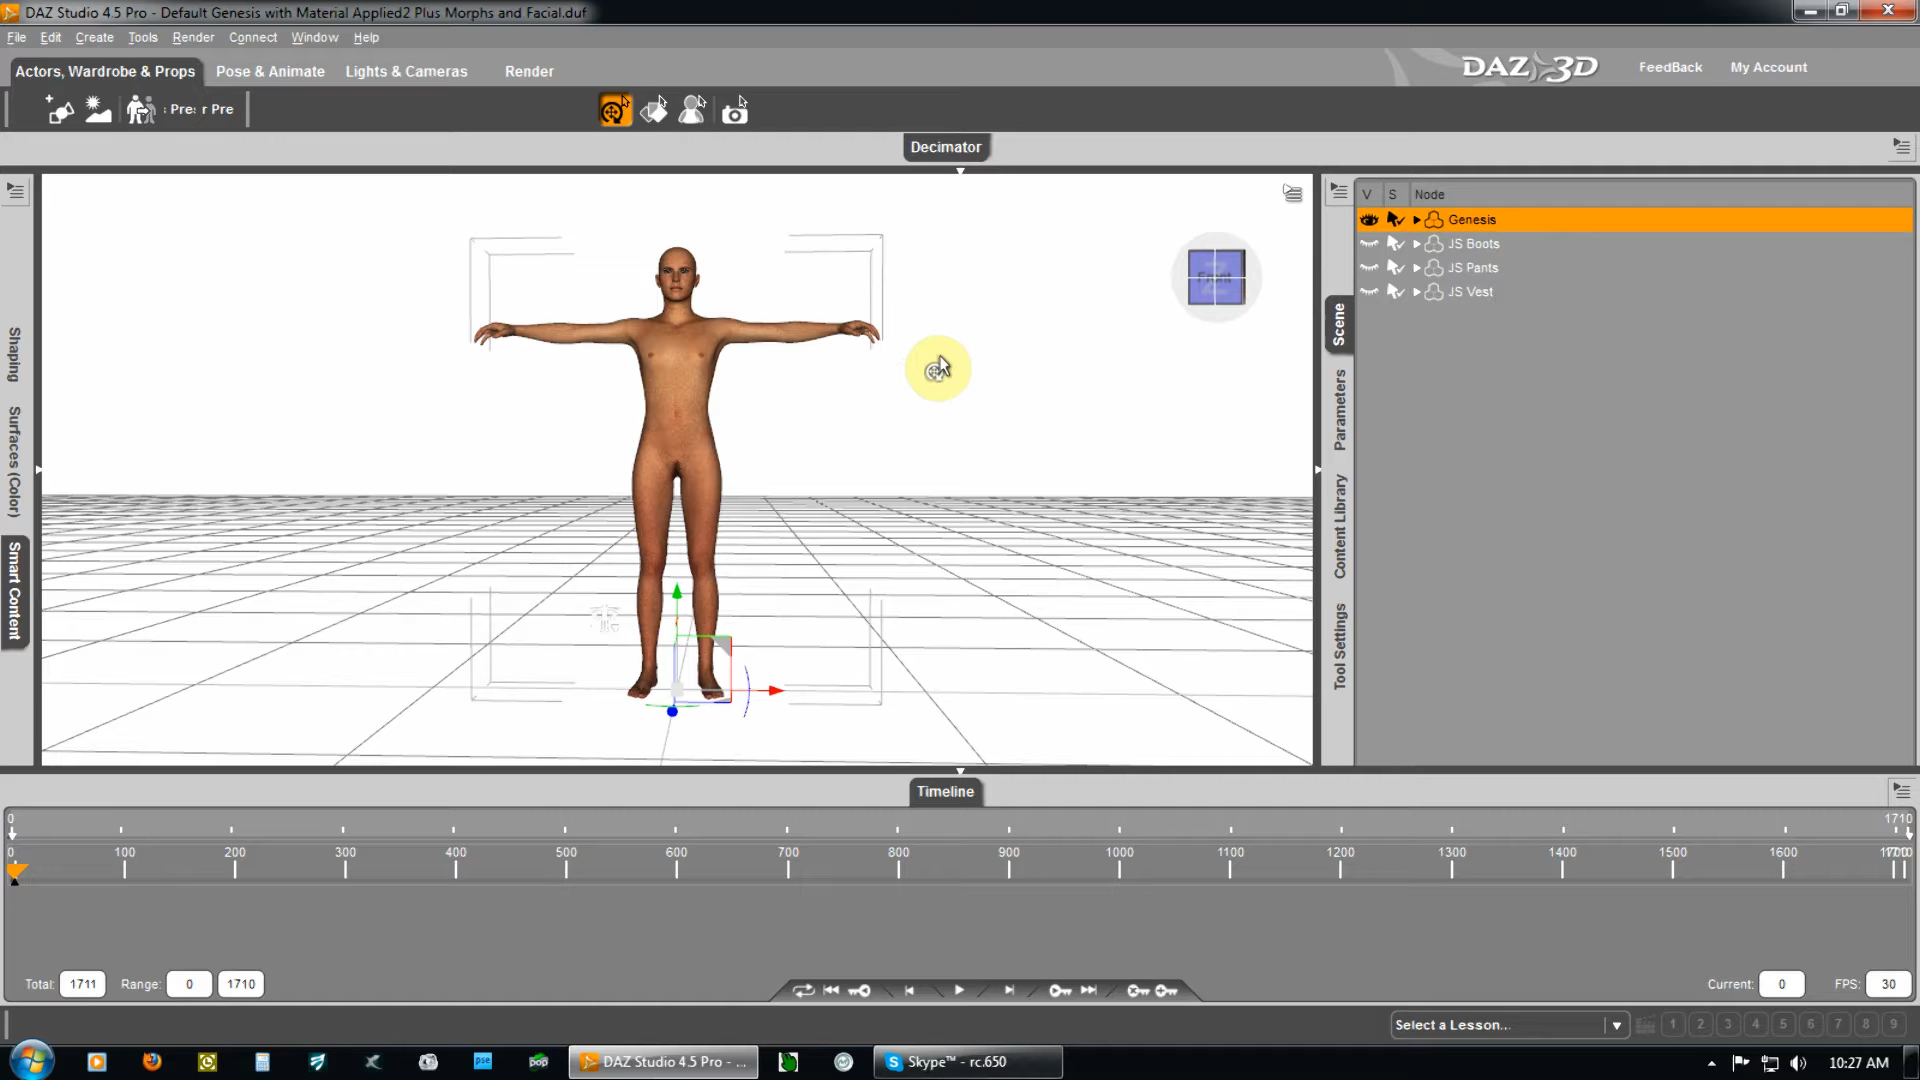 DAZ Studio 4.5 Pro - Default Genesis with Material Applied2 Plus Morphs and Facial.duf
File Edit Create Tools Render Connect Window Help
Actors, Wardrobe & Props Pose & Animate Lights & Cameras Render
DAZ 3D FeedBack My Account
: Pres r Pre
Decimator
V S Node
Genesis
JS Boots
JS Pants
JS Vest
Front
Shaping
Surfaces (Color)
Smart Content
Scene
Parameters
Content Library
Tool Settings
Timeline
0 1710
0 100 200 300 400 500 600 700 800 900 1000 1100 1200 1300 1400 1500 1600
Total: 1711 Range: 0 1710 Current: 0 FPS: 30
Select a Lesson... 1 2 3 4 5 6 7 8 9
pse pop DAZ Studio 4.5 Pro - ... Skype™ - rc.650 10:27 AM